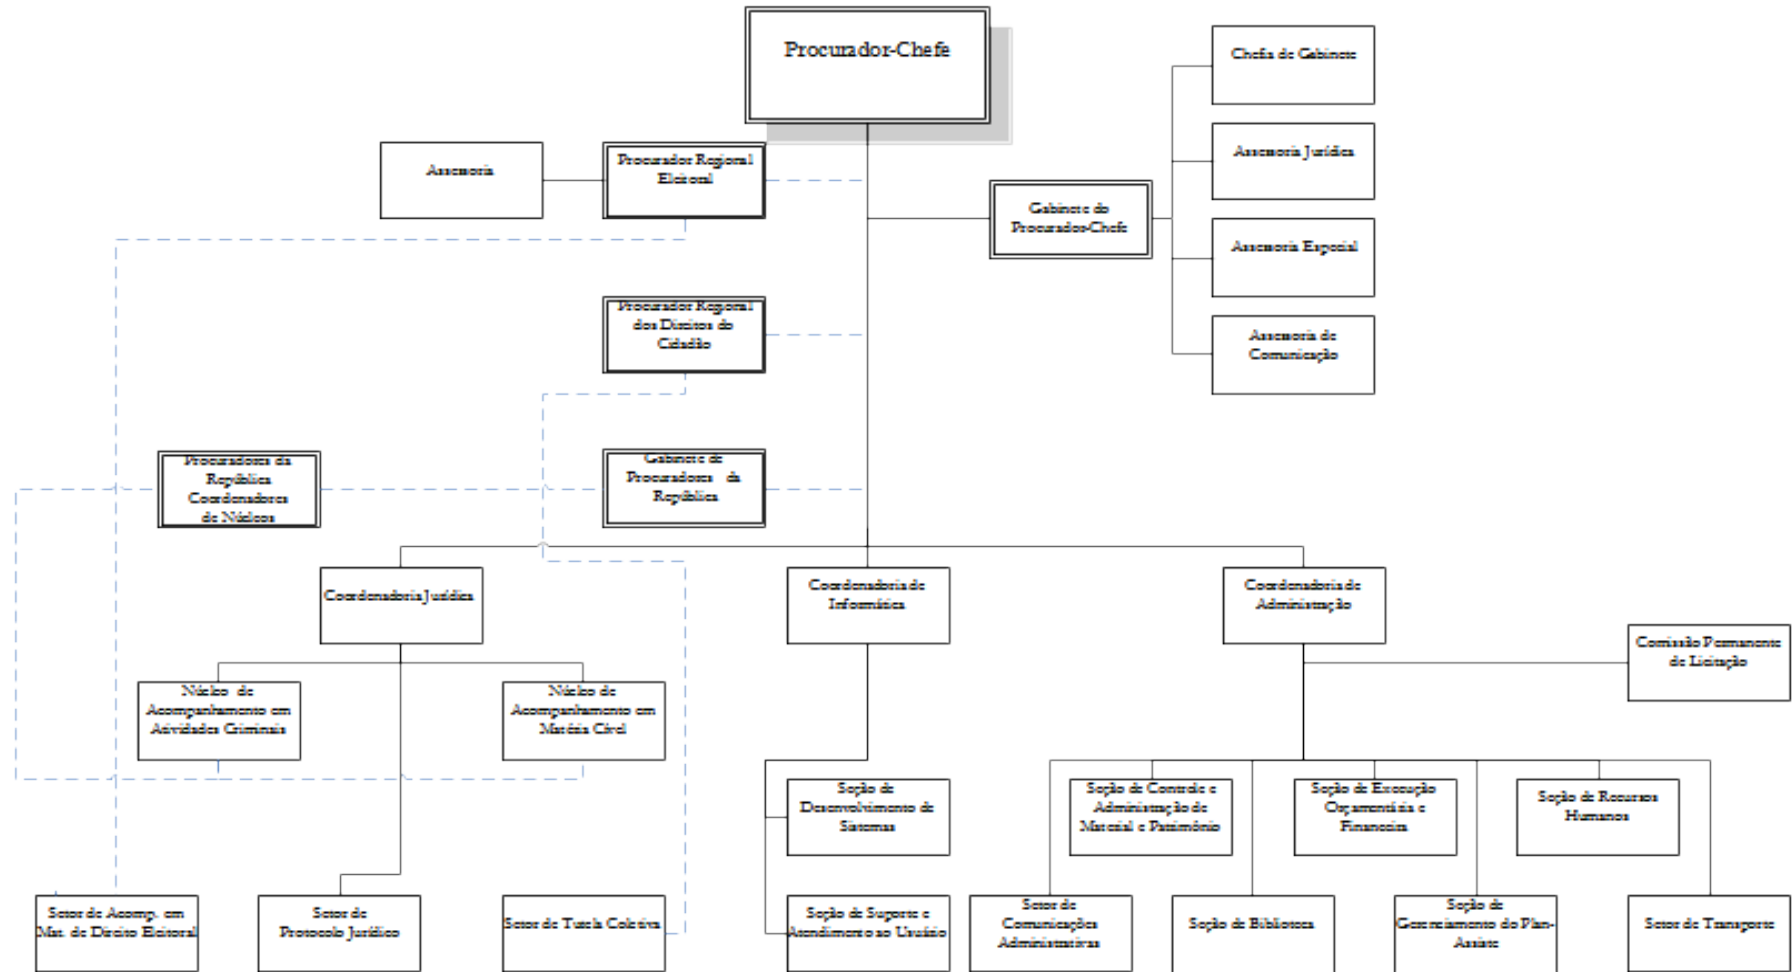 Procurador-Chefe
Chefia de Gabinete
Assessoria Jurídica
Assessoria Especial
Assessoria de
Comunicação
Gabinete do
Procurador-Chefe
Assessoria
Procurador Regional
Eleitoral
Procurador Regional
dos Direitos do
Cidadão
Procuradores da
República
Coordenadores
de Núcleos
Gabinete de
Procuradores da
República
Coordenadoria Jurídica
Coordenadoria de
Informática
Coordenadoria de
Administração
Comissão Permanente
de Licitação
Núcleo de
Acompanhamento em
Atividades Criminais
Núcleo de
Acompanhamento em
Matéria Cível
Seção de
Desenvolvimento de
Sistemas
Seção de Controle e
Administração de
Material e Patrimônio
Seção de Execução
Orçamentária e
Financeira
Seção de Recursos
Humanos
Setor de Acomp. em
Mat. de Direito Eleitoral
Setor de
Protocolo Jurídico
Setor de Tutela Coletiva
Seção de Suporte e
Atendimento ao Usuário
Setor de
Comunicações
Administrativas
Seção de Biblioteca
Seção de
Gerenciamento do Plan-
Assiste
Setor de Transporte